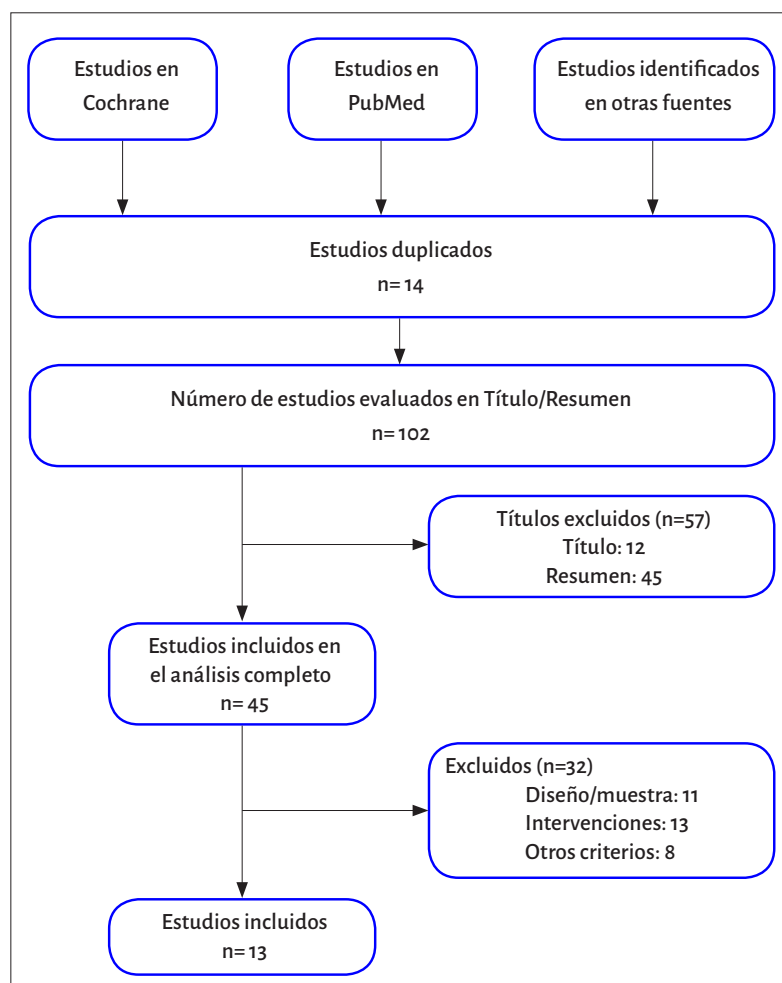 Estudios en
Cochrane
Estudios en
PubMed
Estudios identificados
en otras fuentes
Estudios duplicados
n= 14
Número de estudios evaluados en Título/Resumen
n= 102
Títulos excluidos (n=57)
Título: 12
Resumen: 45
Estudios incluidos en
el análisis completo
n= 45
Excluidos (n=32)
Diseño/muestra: 11
Intervenciones: 13
Otros criterios: 8
Estudios incluidos
n= 13